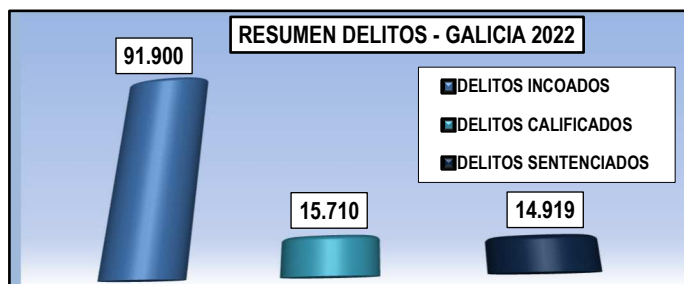 RESUMEN DELITOS - GALICIA 2022
91.900
DELITOS INCOADOS
DELITOS CALIFICADOS
DELITOS SENTENCIADOS
15.710
14.919